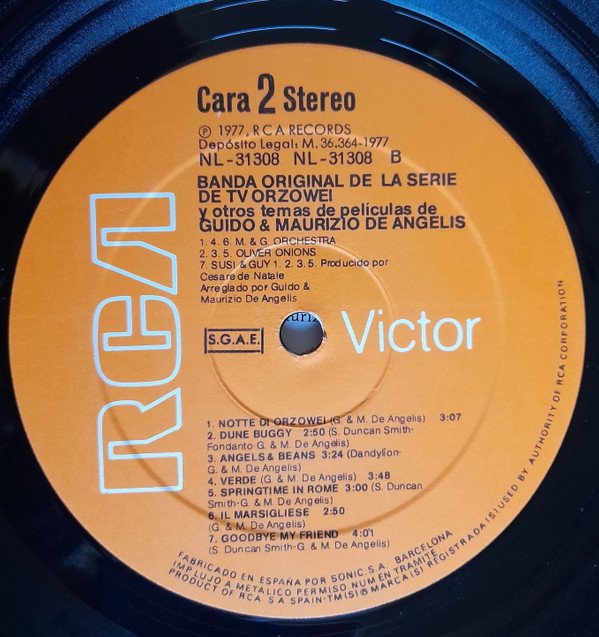 Cara 2 Stereo
Ⓟ 1977, RCA RECORDS
Depósito Legal: M. 36.364-1977
NL-31308 NL-31308 B
BANDA ORIGINAL DE LA SERIE
DE TV ORZOWEI
y otros temas de películas de
GUIDO & MAURIZIO DE ANGELIS
1. 4. 6. M. & G. ORCHESTRA
2. 3. 5. OLIVER ONIONS
7. SUSI & GUY 1. 2. 3. 5. Producido por
Cesare de Natale
Arreglado por Guido &
Maurizio De Angelis
RCA
S.G.A.E.
Victor
1. NOTTE DI ORZOWEI (G. & M. De Angelis) 3:07
2. DUNE BUGGY 2:50 (S. Duncan Smith-
Fondanto-G. & M. De Angelis)
3. ANGELS & BEANS 3:24 (Dandylion-
G. & M. De Angelis)
4. VERDE (G. & M. De Angelis) 3:48
5. SPRINGTIME IN ROME 3:00 (S. Duncan
Smith-G. & M. De Angelis)
6. IL MARSIGLIESE 2:50
(G. & M. De Angelis)
7. GOODBYE MY FRIEND 4:01
(S. Duncan Smith-G. & M. De Angelis)
FABRICADO EN ESPAÑA POR SONIC S.A. BARCELONA
IMP LUJO A METALICO PERMISO NUM EN TRAMITE
PRODUCT OF RCA S.A SPAIN·TM(S)® MARCA(S) REGISTRADA(S) USED BY AUTHORITY OF RCA CORPORATION